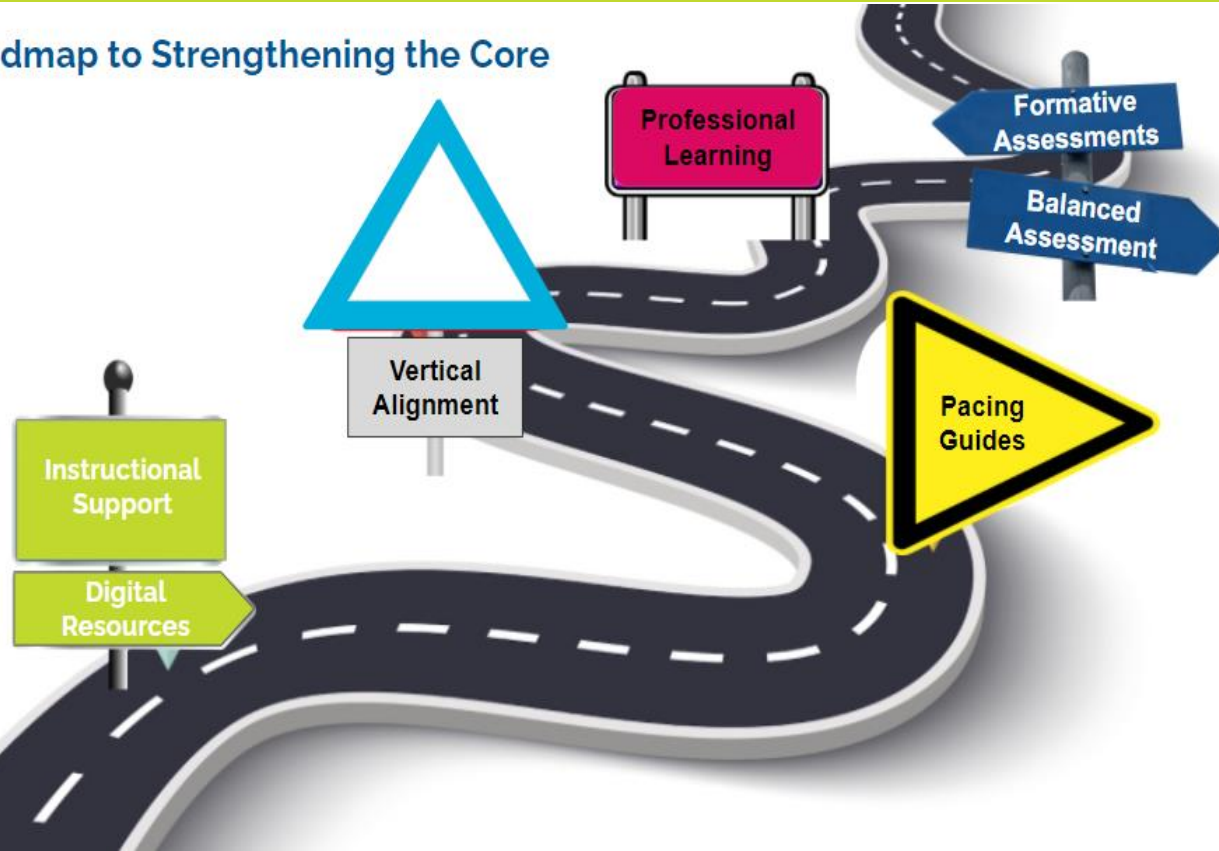 dmap to Strengthening the Core
Professional
Learning
Formative
Assessments
Balanced
Assessment
Vertical
Alignment
Pacing
Guides
Instructional
Support
Digital
Resources